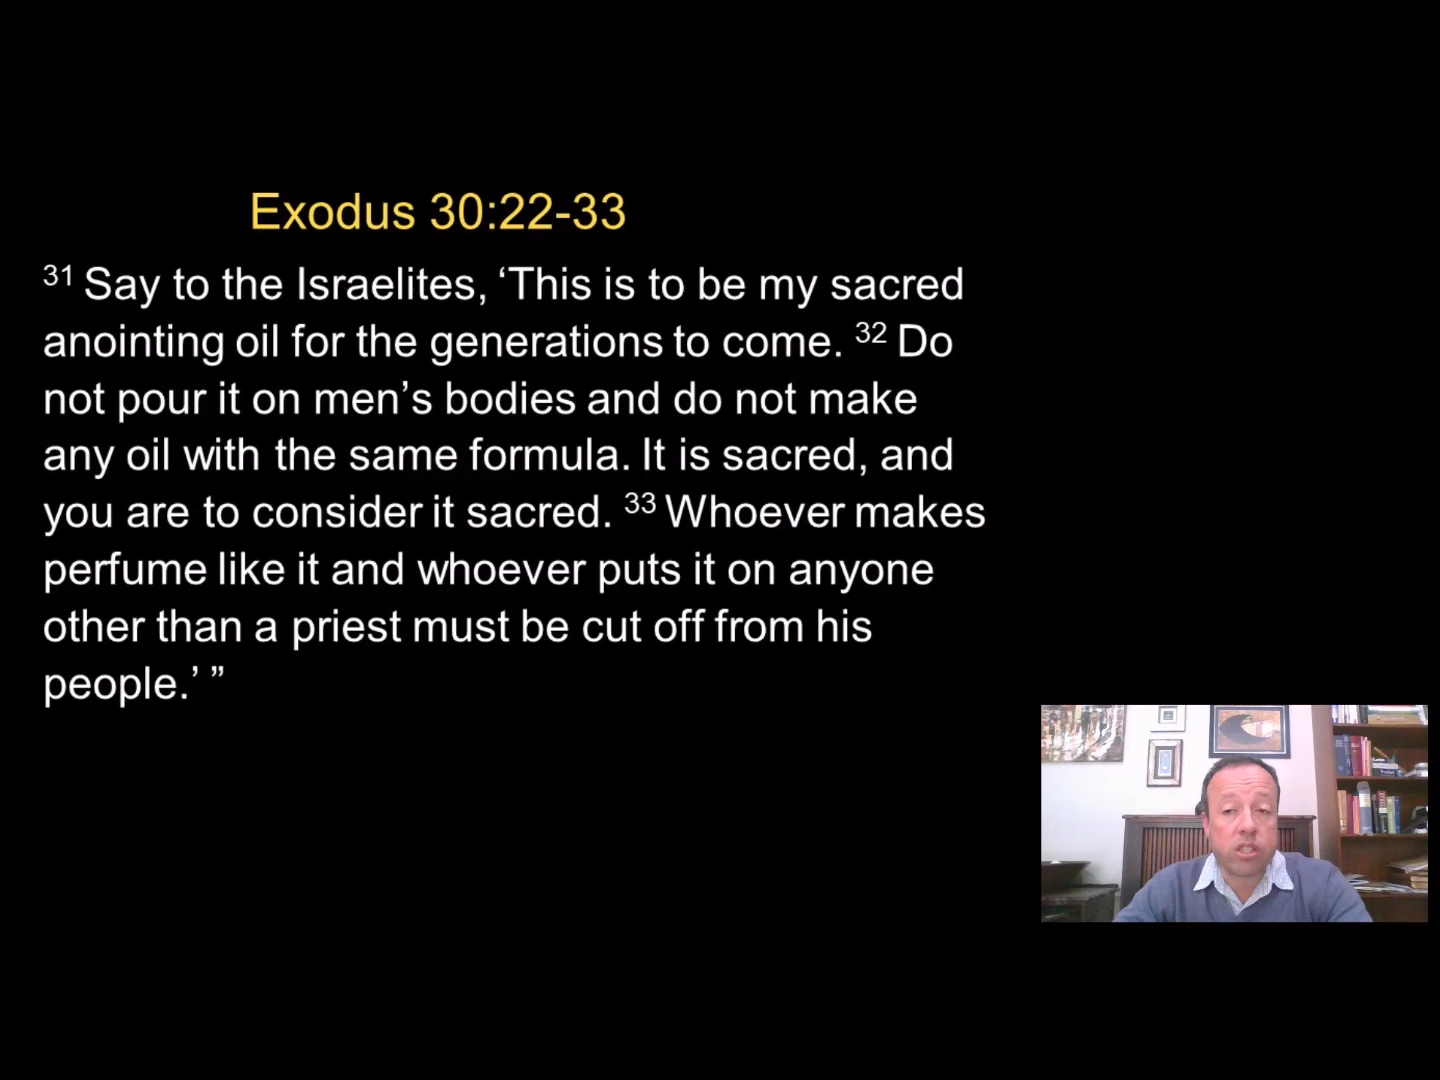 Exodus 30:22-33
31 Say to the Israelites, ‘This is to be my sacred
anointing oil for the generations to come. 32 Do
not pour it on men’s bodies and do not make
any oil with the same formula. It is sacred, and
you are to consider it sacred. 33 Whoever makes
perfume like it and whoever puts it on anyone
other than a priest must be cut off from his
people.’ ”